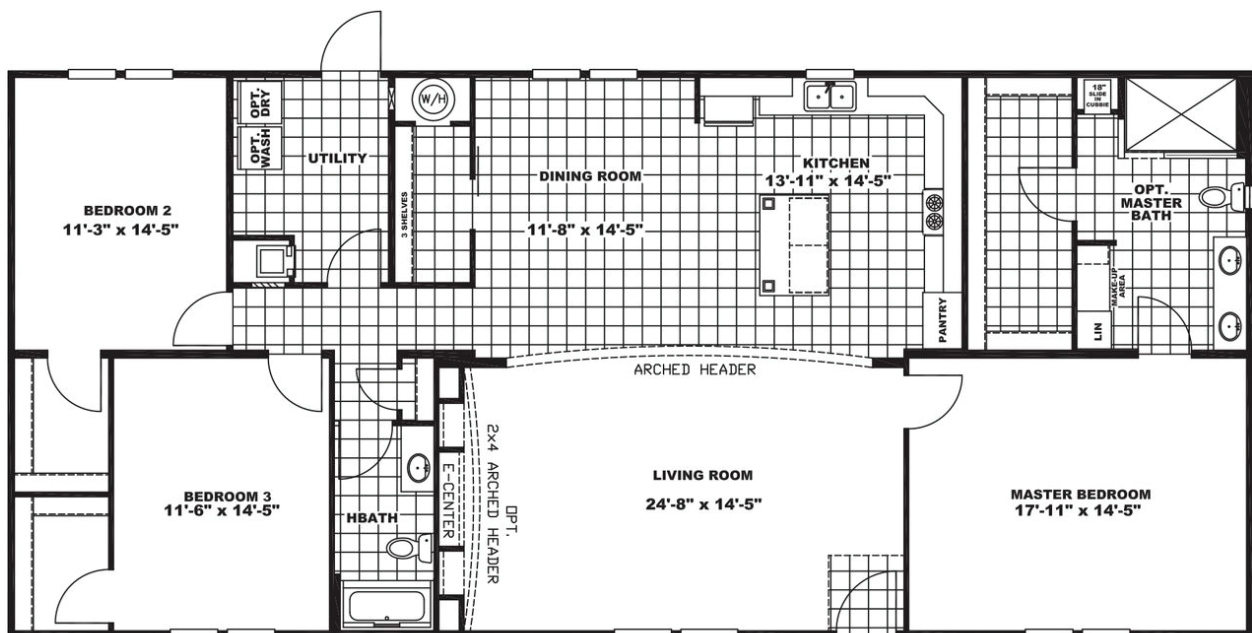 OPT.
DRY
OPT.
WASH
UTILITY
W/H
3 SHELVES
DINING ROOM
11'-8" x 14'-5"
KITCHEN
13'-11" x 14'-5"
PANTRY
18"
SLIDE
IN
CUBBIE
OPT.
MASTER
BATH
MAKE-UP
AREA
LIN
BEDROOM 2
11'-3" x 14'-5"
ARCHED HEADER
BEDROOM 3
11'-6" x 14'-5"
HBATH
E-CENTER
OPT.
2x4 ARCHED HEADER
LIVING ROOM
24'-8" x 14'-5"
MASTER BEDROOM
17'-11" x 14'-5"